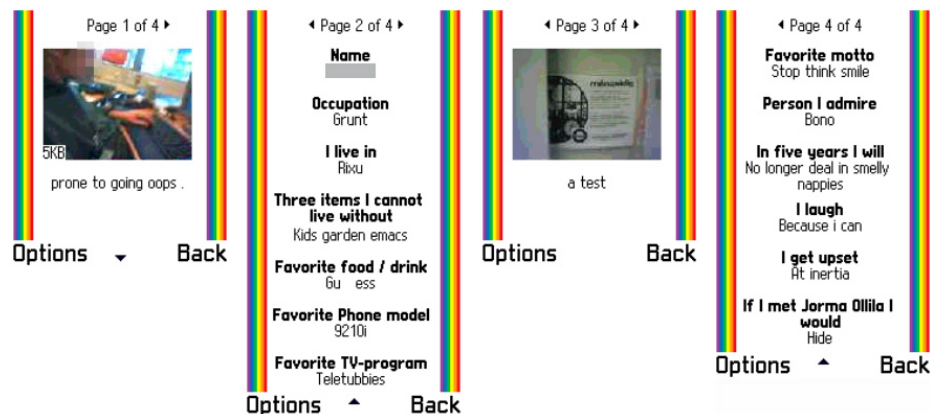 Page 1 of 4
5KB
prone to going oops .
Options
Back
Page 2 of 4
Name
Occupation
Grunt
I live in
Rixu
Three items I cannot
live without
Kids garden emacs
Favorite food / drink
Gu ess
Favorite Phone model
9210i
Favorite TV-program
Teletubbies
Options
Back
Page 3 of 4
a test
Options
Back
Page 4 of 4
Favorite motto
Stop think smile
Person I admire
Bono
In five years I will
No longer deal in smelly
nappies
I laugh
Because i can
I get upset
At inertia
If I met Jorma Ollila I
would
Hide
Options
Back